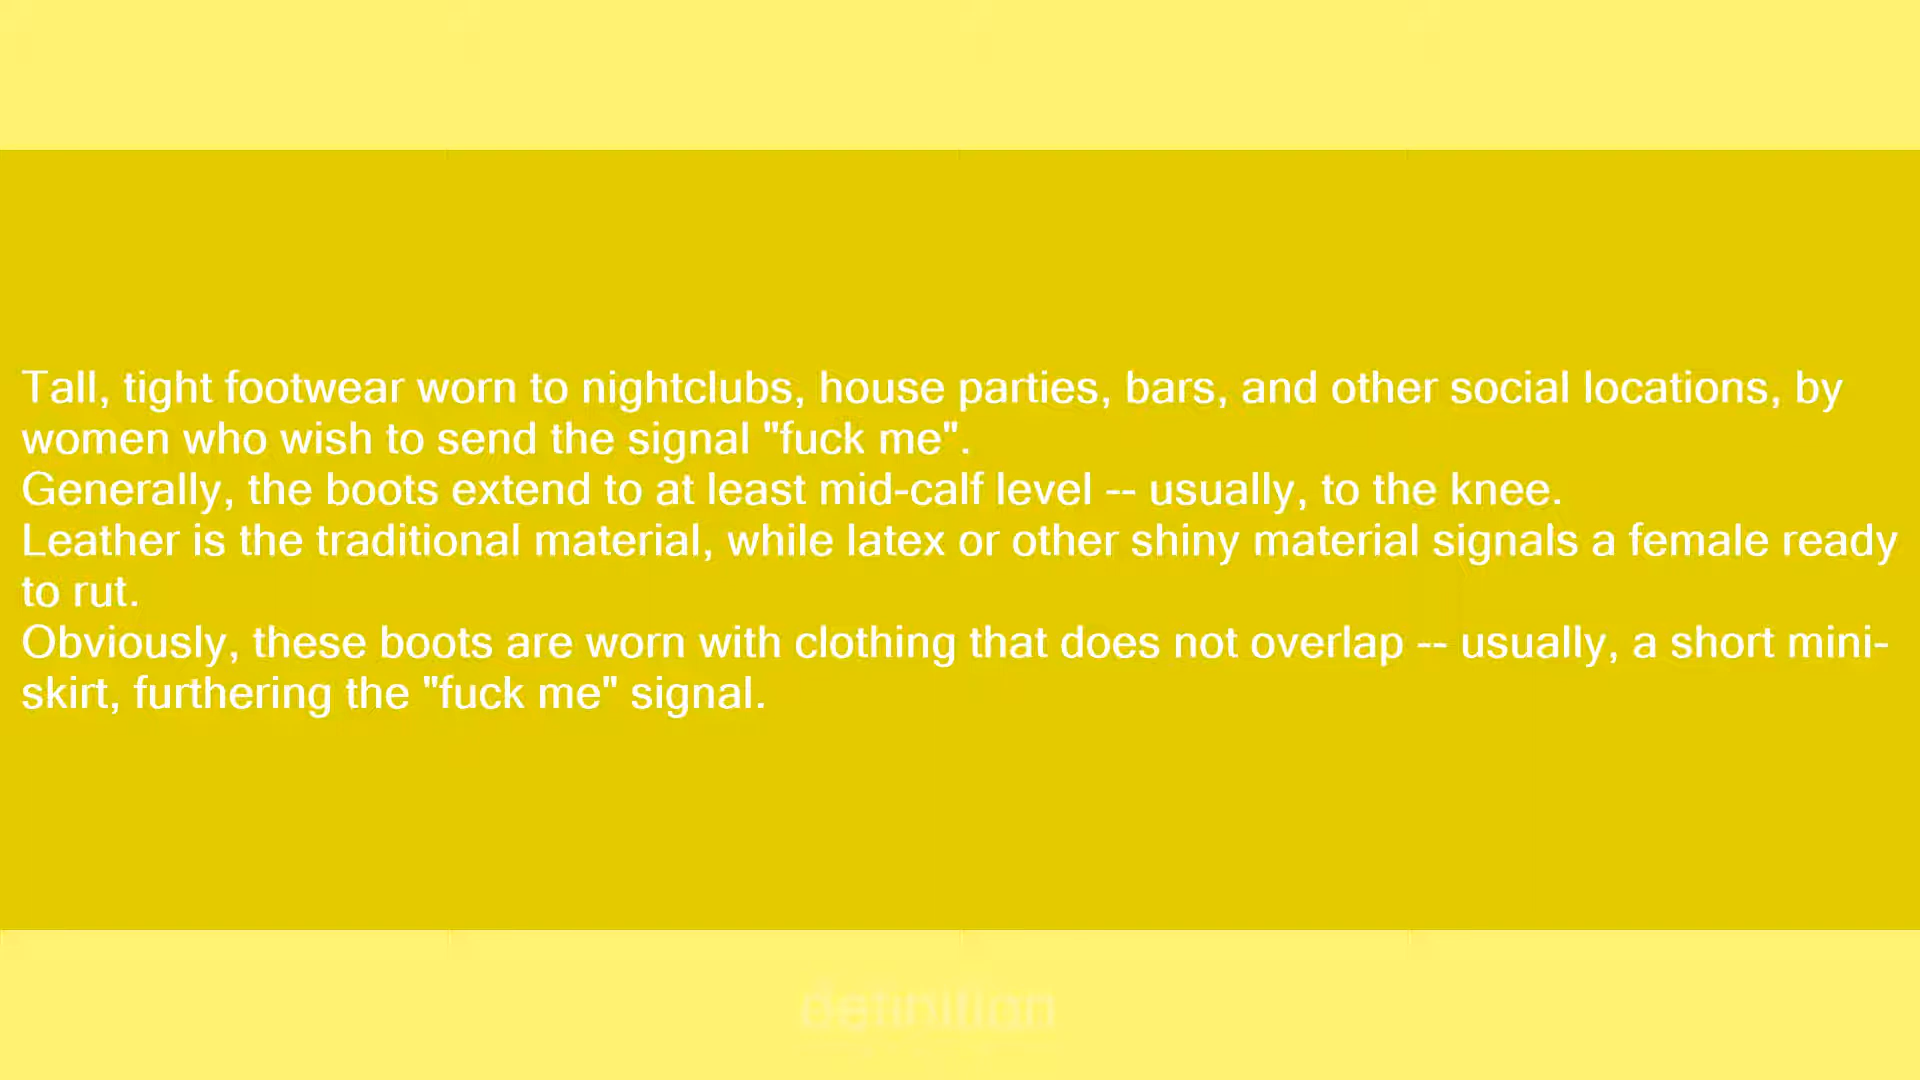 Tall, tight footwear worn to nightclubs, house parties, bars, and other social locations, by
women who wish to send the signal "fuck me".
Generally, the boots extend to at least mid-calf level -- usually, to the knee.
Leather is the traditional material, while latex or other shiny material signals a female ready
to rut.
Obviously, these boots are worn with clothing that does not overlap -- usually, a short mini-
skirt, furthering the "fuck me" signal.
definition